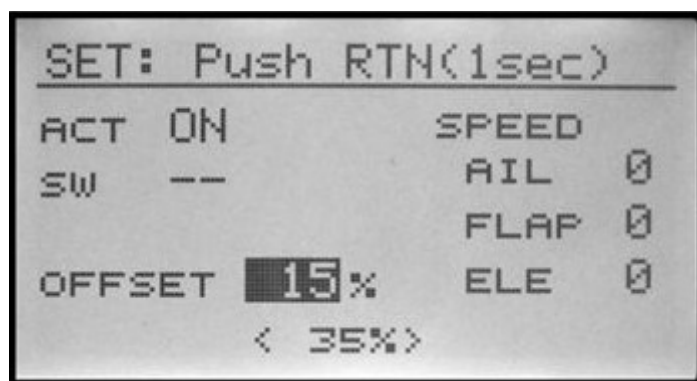 SET: Push RTN(1sec)
ACT ON SPEED
SW -- AIL 0
FLAP 0
OFFSET 15% ELE 0
< 35%>